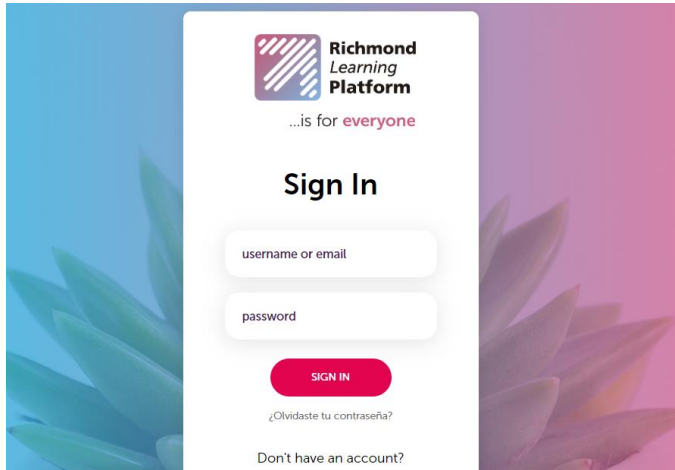 Richmond
Learning
Platform
...is for everyone
Sign In
username or email
password
SIGN IN
¿Olvidaste tu contraseña?
Don't have an account?